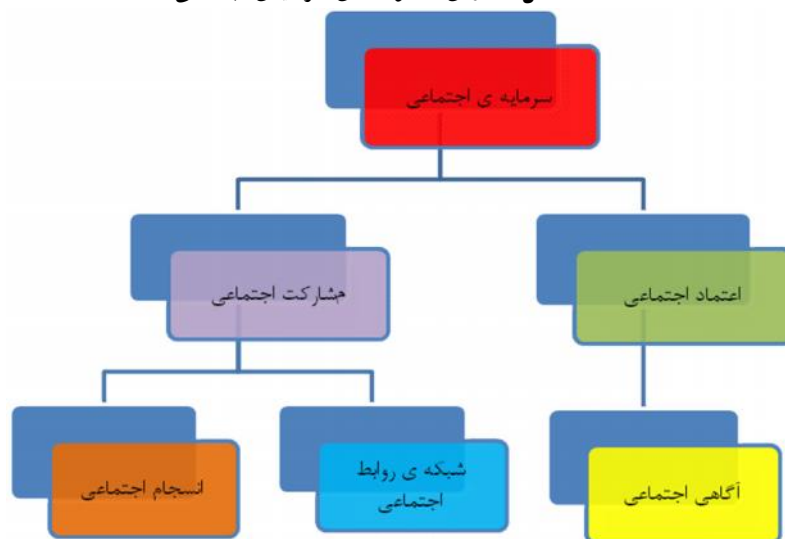 سرمایه ی اجتماعی
اعتماد اجتماعی
مشارکت اجتماعی
آگاهی اجتماعی
شبکه ی روابط
اجتماعی
انسجام اجتماعی